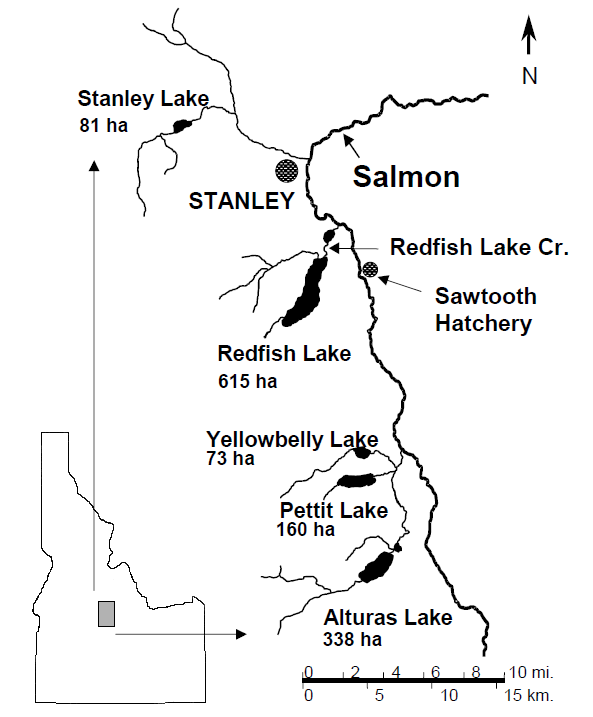 N
Stanley Lake
81 ha
Salmon
STANLEY
Redfish Lake Cr.
Sawtooth
Hatchery
Redfish Lake
615 ha
Yellowbelly Lake
73 ha
Pettit Lake
160 ha
Alturas Lake
338 ha
0 2 4 6 8 10 mi.
0 5 10 15 km.